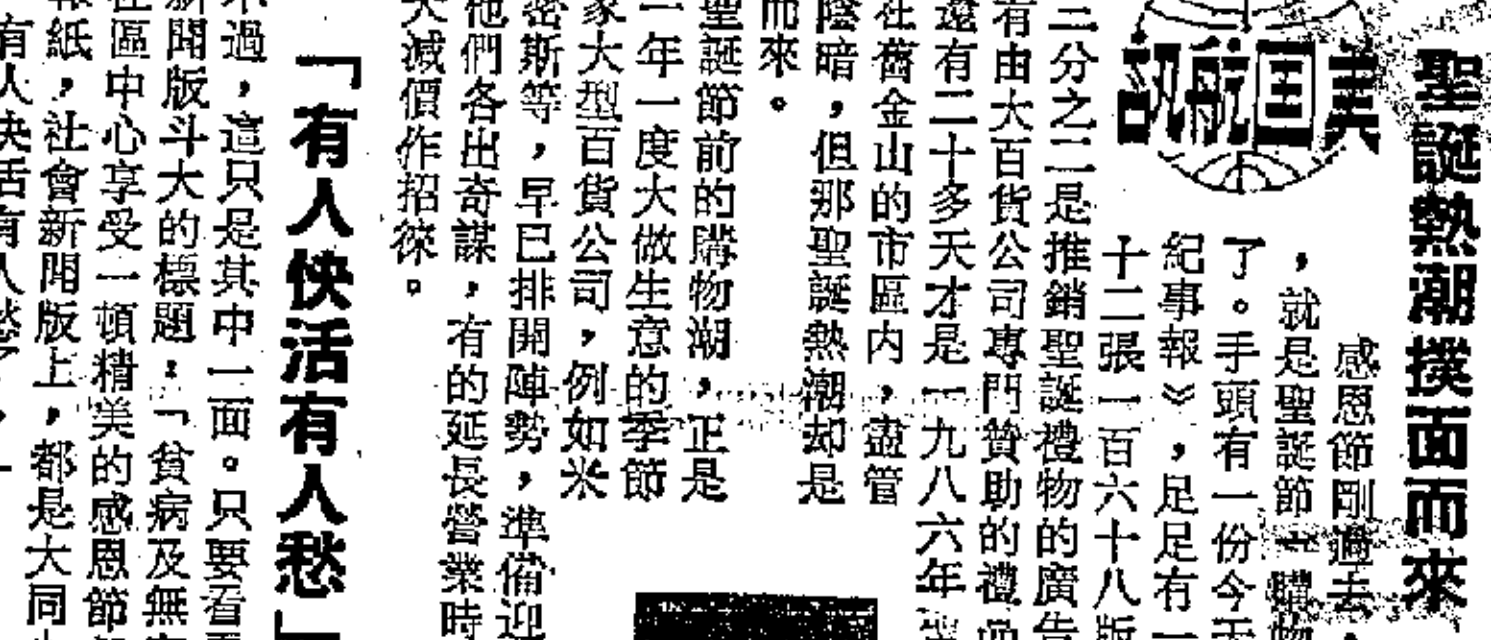 聖誕熱潮撲面而來
美国航訊
感恩節剛過去,
,就是聖誕節「購物
了。手頭有一份今天
紀事報》,足足有一
十二張一百六十八版
三分之二是推銷聖誕禮物的廣告
有由大百貨公司專門贊助的禮
還有二十多天才是一九八六年聖
在舊金山的市區内,盡管
陰暗,但那聖誕熱潮却是
而來。
聖誕節前的購物潮,正是
一年一度大做生意的季節
家大型百貨公司,例如米
密斯等,早已排開陣勢,準備迎
他們各出奇謀,有的延長營業時
大減價作招徠。
「有人快活有人愁」
不過,這只是其中一面。只要看
新聞版斗大的標題:「貧病及無家
社區中心享受一頓精美的感恩節
報紙,社會新聞版上,都是大同
有人快活有人愁了,